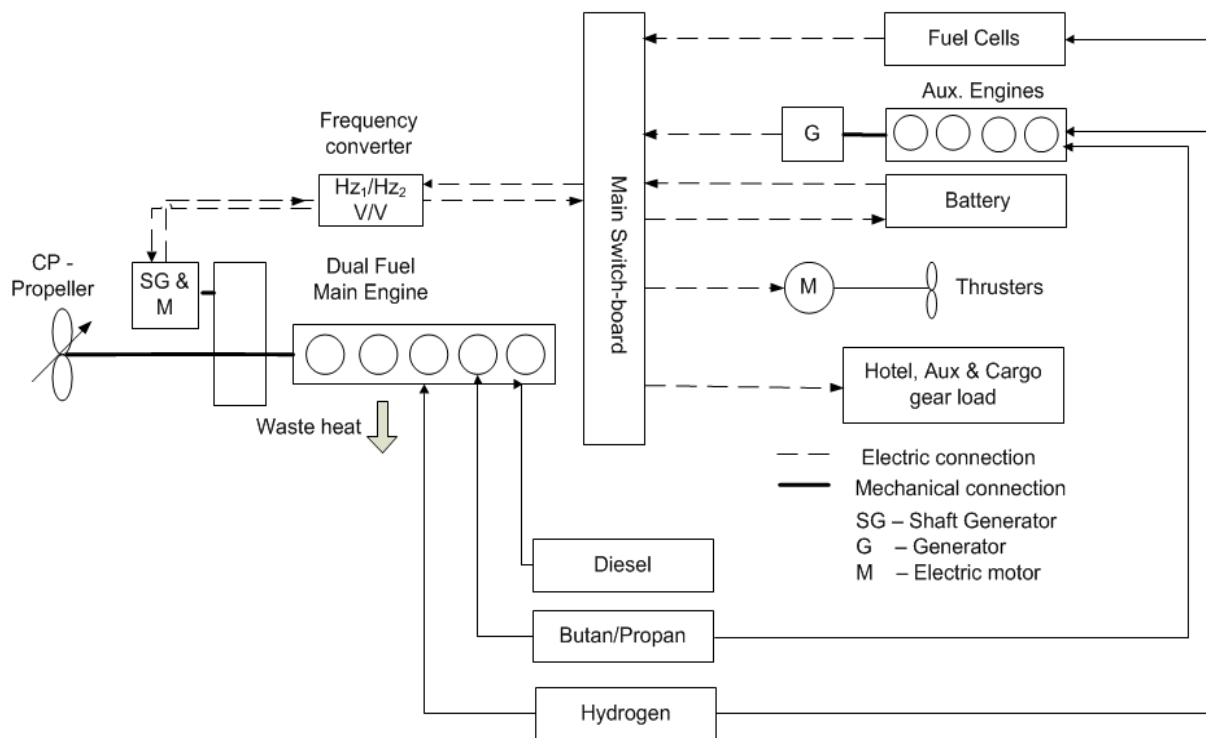 Fuel Cells
Aux. Engines
G
Frequency
converter
Hz₁/Hz₂
V/V
Main Switch-board
Battery
CP -
Propeller
SG &
M
Dual Fuel
Main Engine
M
Thrusters
Hotel, Aux & Cargo
gear load
Waste heat
Electric connection
Mechanical connection
SG – Shaft Generator
G – Generator
M – Electric motor
Diesel
Butan/Propan
Hydrogen